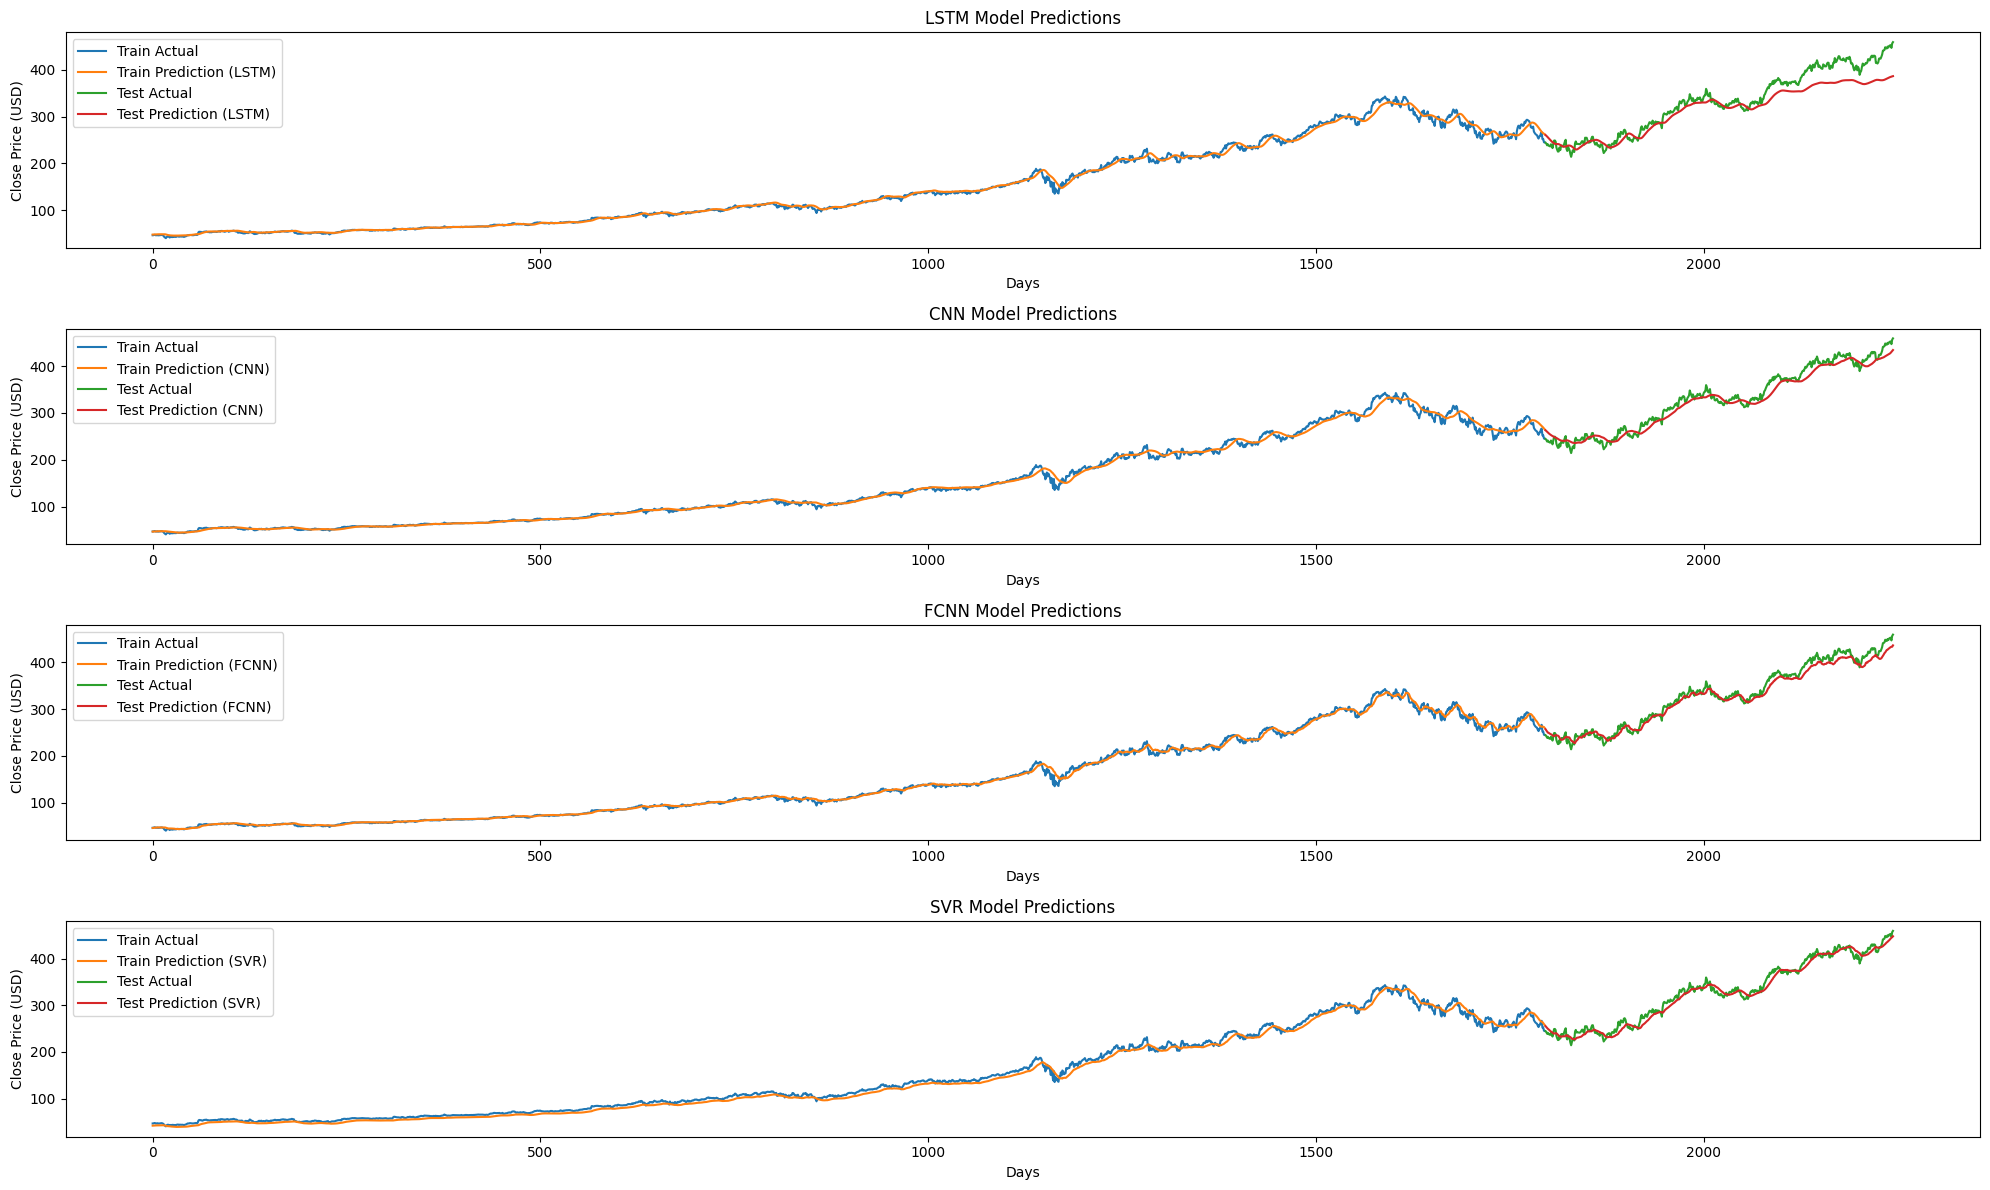 LSTM Model Predictions
Train Actual
Train Prediction (LSTM)
Test Actual
Test Prediction (LSTM)
Close Price (USD)
400
300
200
100
0 500 1000 1500 2000
Days
CNN Model Predictions
Train Actual
Train Prediction (CNN)
Test Actual
Test Prediction (CNN)
Close Price (USD)
400
300
200
100
0 500 1000 1500 2000
Days
FCNN Model Predictions
Train Actual
Train Prediction (FCNN)
Test Actual
Test Prediction (FCNN)
Close Price (USD)
400
300
200
100
0 500 1000 1500 2000
Days
SVR Model Predictions
Train Actual
Train Prediction (SVR)
Test Actual
Test Prediction (SVR)
Close Price (USD)
400
300
200
100
0 500 1000 1500 2000
Days